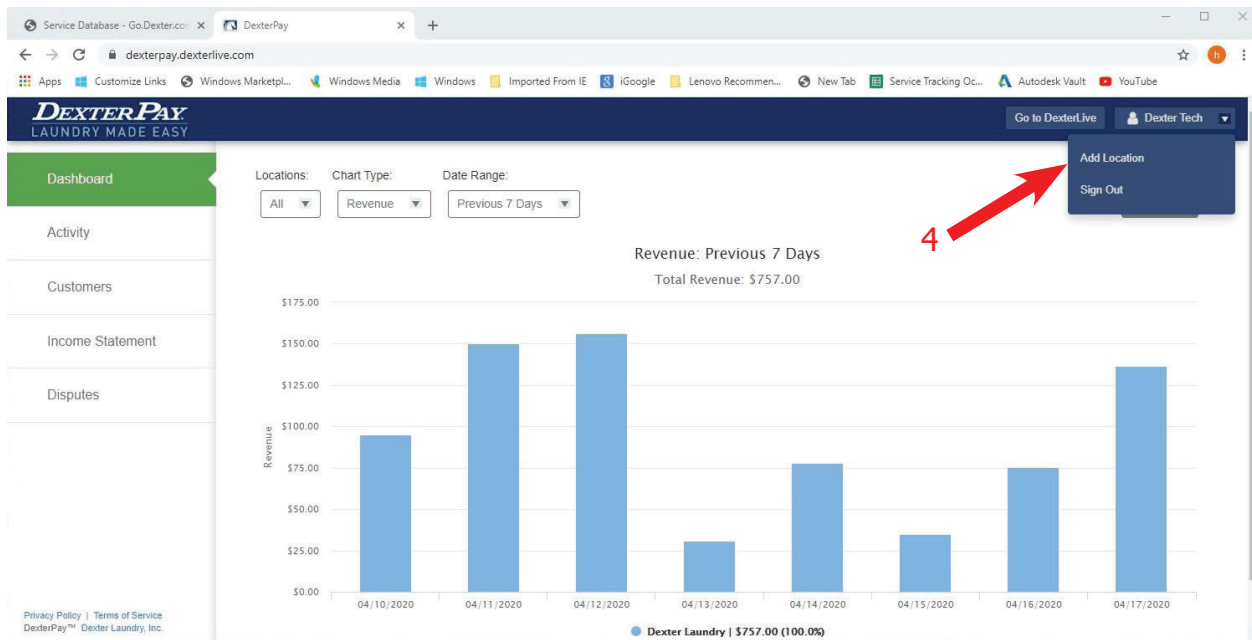 Service Database - Go.Dexter.cor DexterPay
dexterpay.dexterlive.com h
Apps Customize Links Windows Marketpl... Windows Media Windows Imported From IE iGoogle Lenovo Recommen... New Tab Service Tracking Oc... Autodesk Vault YouTube
DEXTERPAY.
LAUNDRY MADE EASY
Go to DexterLive Dexter Tech
Add Location
Sign Out
4
Dashboard
Activity
Customers
Income Statement
Disputes
Locations: Chart Type: Date Range:
All Revenue Previous 7 Days
Revenue: Previous 7 Days
Total Revenue: $757.00
Revenue
$175.00
$150.00
$125.00
$100.00
$75.00
$50.00
$25.00
$0.00
04/10/2020 04/11/2020 04/12/2020 04/13/2020 04/14/2020 04/15/2020 04/16/2020 04/17/2020
Dexter Laundry | $757.00 (100.0%)
Privacy Policy | Terms of Service
DexterPay™ Dexter Laundry, Inc.